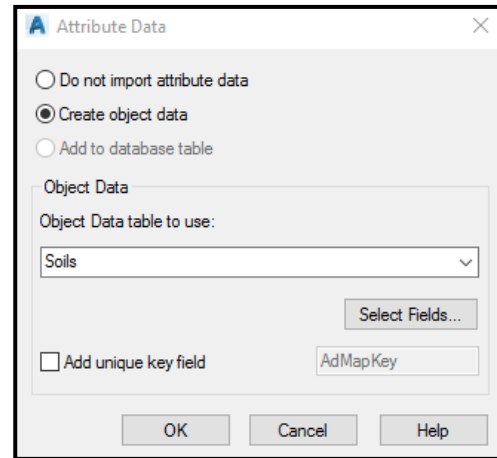 Attribute Data
Do not import attribute data
Create object data
Add to database table
Object Data
Object Data table to use:
Soils
Select Fields...
Add unique key field AdMapKey
OK Cancel Help